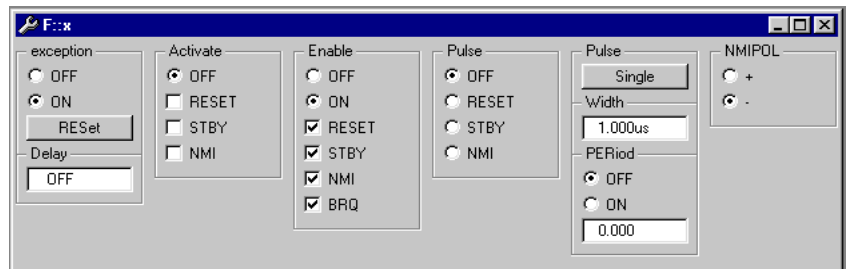 F::x
exception
OFF
ON
RESet
Delay
OFF
Activate
OFF
RESET
STBY
NMI
Enable
OFF
ON
RESET
STBY
NMI
BRQ
Pulse
OFF
RESET
STBY
NMI
Pulse
Single
Width
1.000us
PERiod
OFF
ON
0.000
NMIPOL
+
-